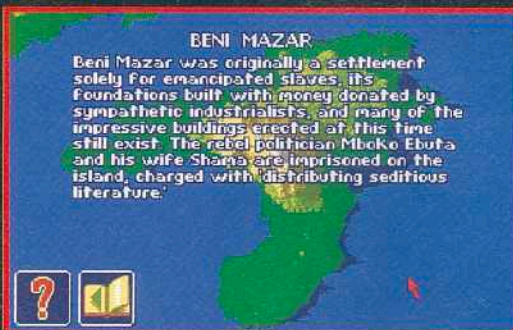 BENI MAZAR
Beni Mazar was originally a settlement
solely for emancipated slaves, its
foundations built with money donated by
sympathetic industrialists, and many of the
impressive buildings erected at this time
still exist. The rebel politician Mboko Ebuta
and his wife Shama are imprisoned on the
island, charged with 'distributing seditious
literature.'
?